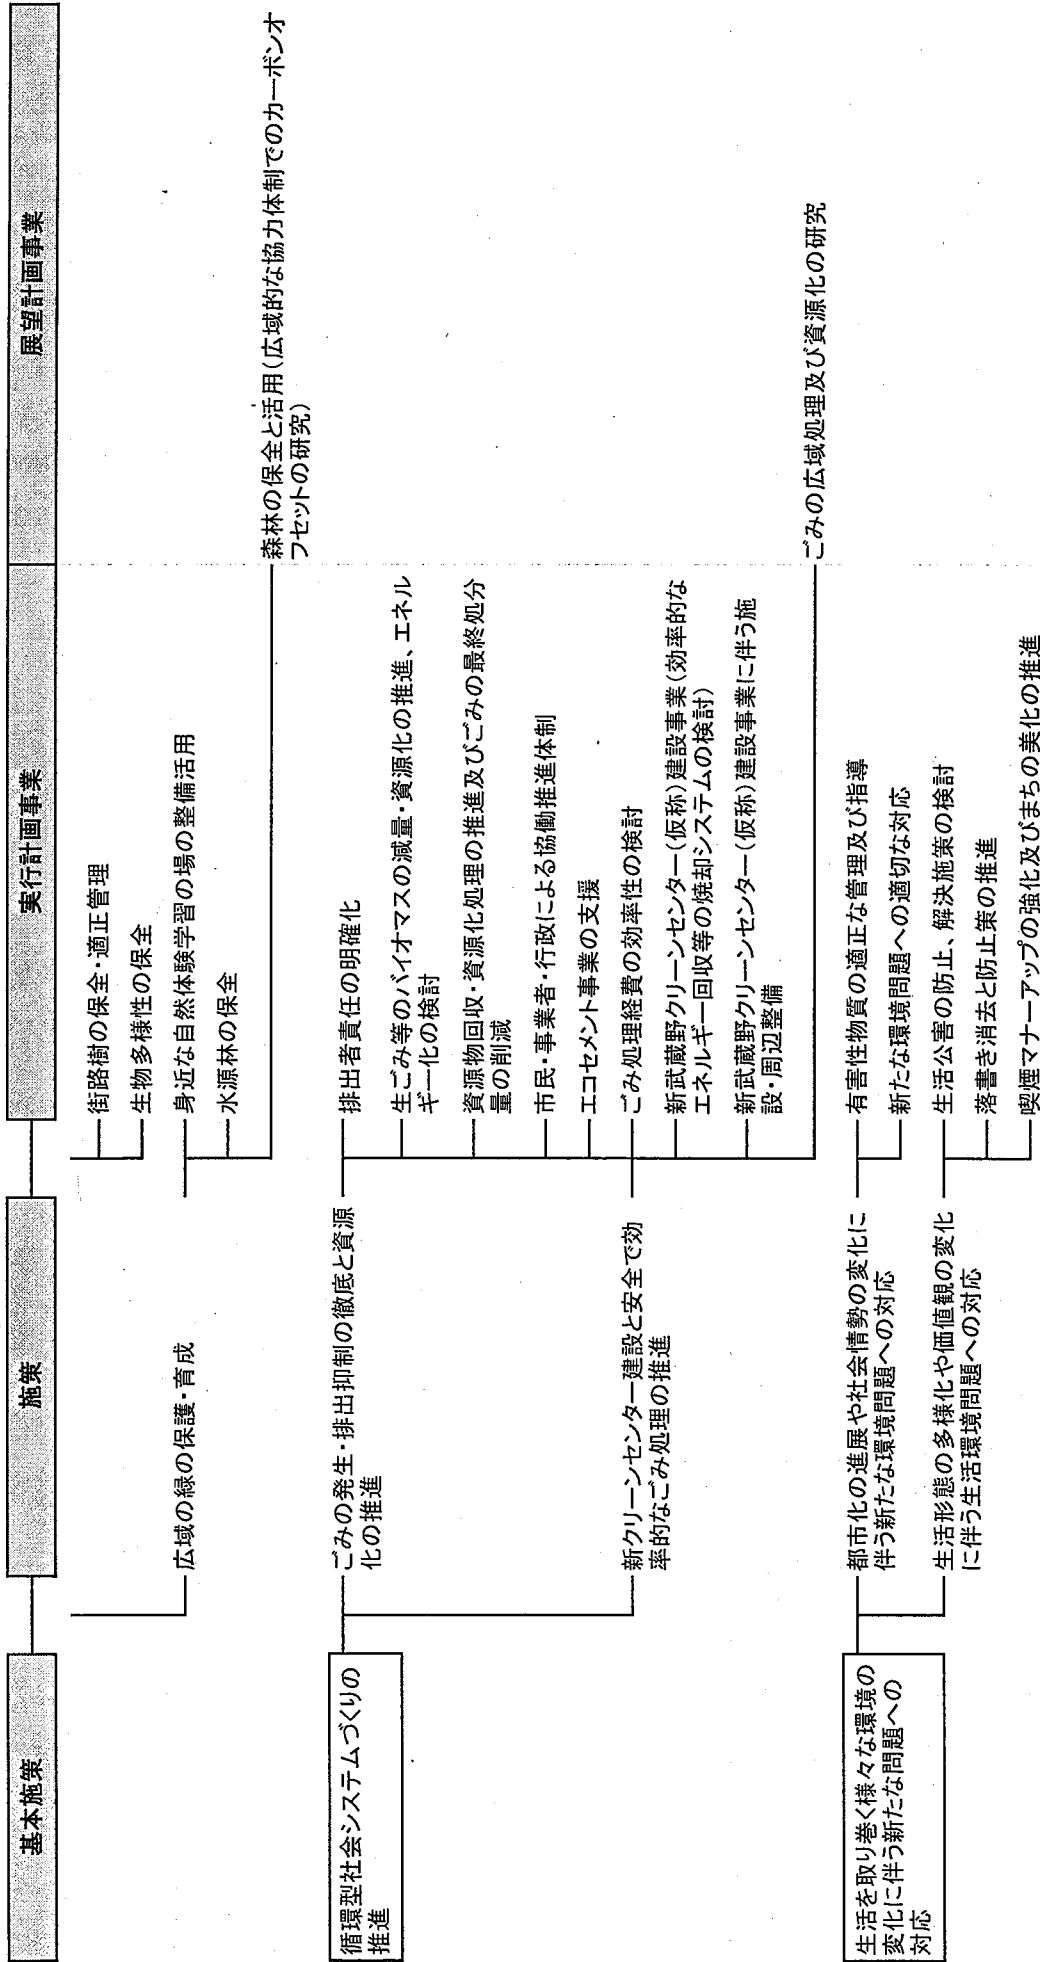 基本施策
施策
実行計画事業
展望計画事業
街路樹の保全・適正管理
生物多様性の保全
広域の緑の保護・育成
身近な自然体験学習の場の整備活用
水源林の保全
森林の保全と活用（広域的な協力体制でのカーボンオ
フセットの研究）
循環型社会システムづくりの
推進
ごみの発生・排出抑制の徹底と資源
化の推進
排出者責任の明確化
生ごみ等のバイオマスの減量・資源化の推進、エネル
ギー化の検討
資源物回収・資源化処理の推進及びごみの最終処分
量の削減
市民・事業者・行政による協働推進体制
エコセメント事業の支援
新クリーンセンター建設と安全で効
率的なごみ処理の推進
ごみ処理経費の効率性の検討
新武蔵野クリーンセンター（仮称）建設事業（効率的な
エネルギー回収等の焼却システムの検討）
新武蔵野クリーンセンター（仮称）建設事業に伴う施
設・周辺整備
ごみの広域処理及び資源化の研究
生活を取り巻く様々な環境の
変化に伴う新たな問題への
対応
都市化の進展や社会情勢の変化に
伴う新たな環境問題への対応
有害性物質の適正な管理及び指導
新たな環境問題への適切な対応
生活形態の多様化や価値観の変化
に伴う生活環境問題への対応
生活公害の防止、解決施策の検討
落書き消去と防止策の推進
喫煙マナーアップの強化及びまちの美化の推進